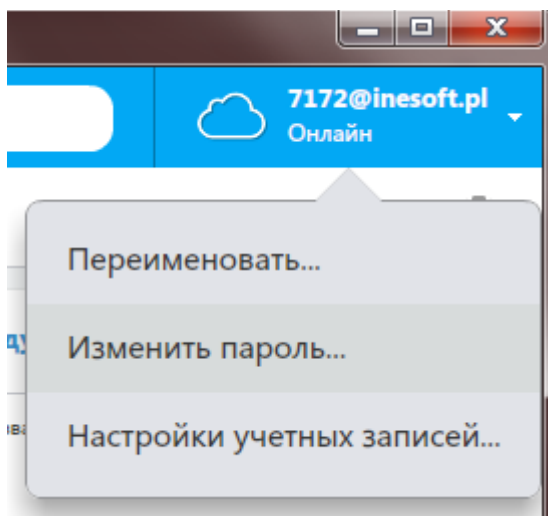 7172@inesoft.pl
Онлайн
Переименовать...
Изменить пароль...
Настройки учетных записей...